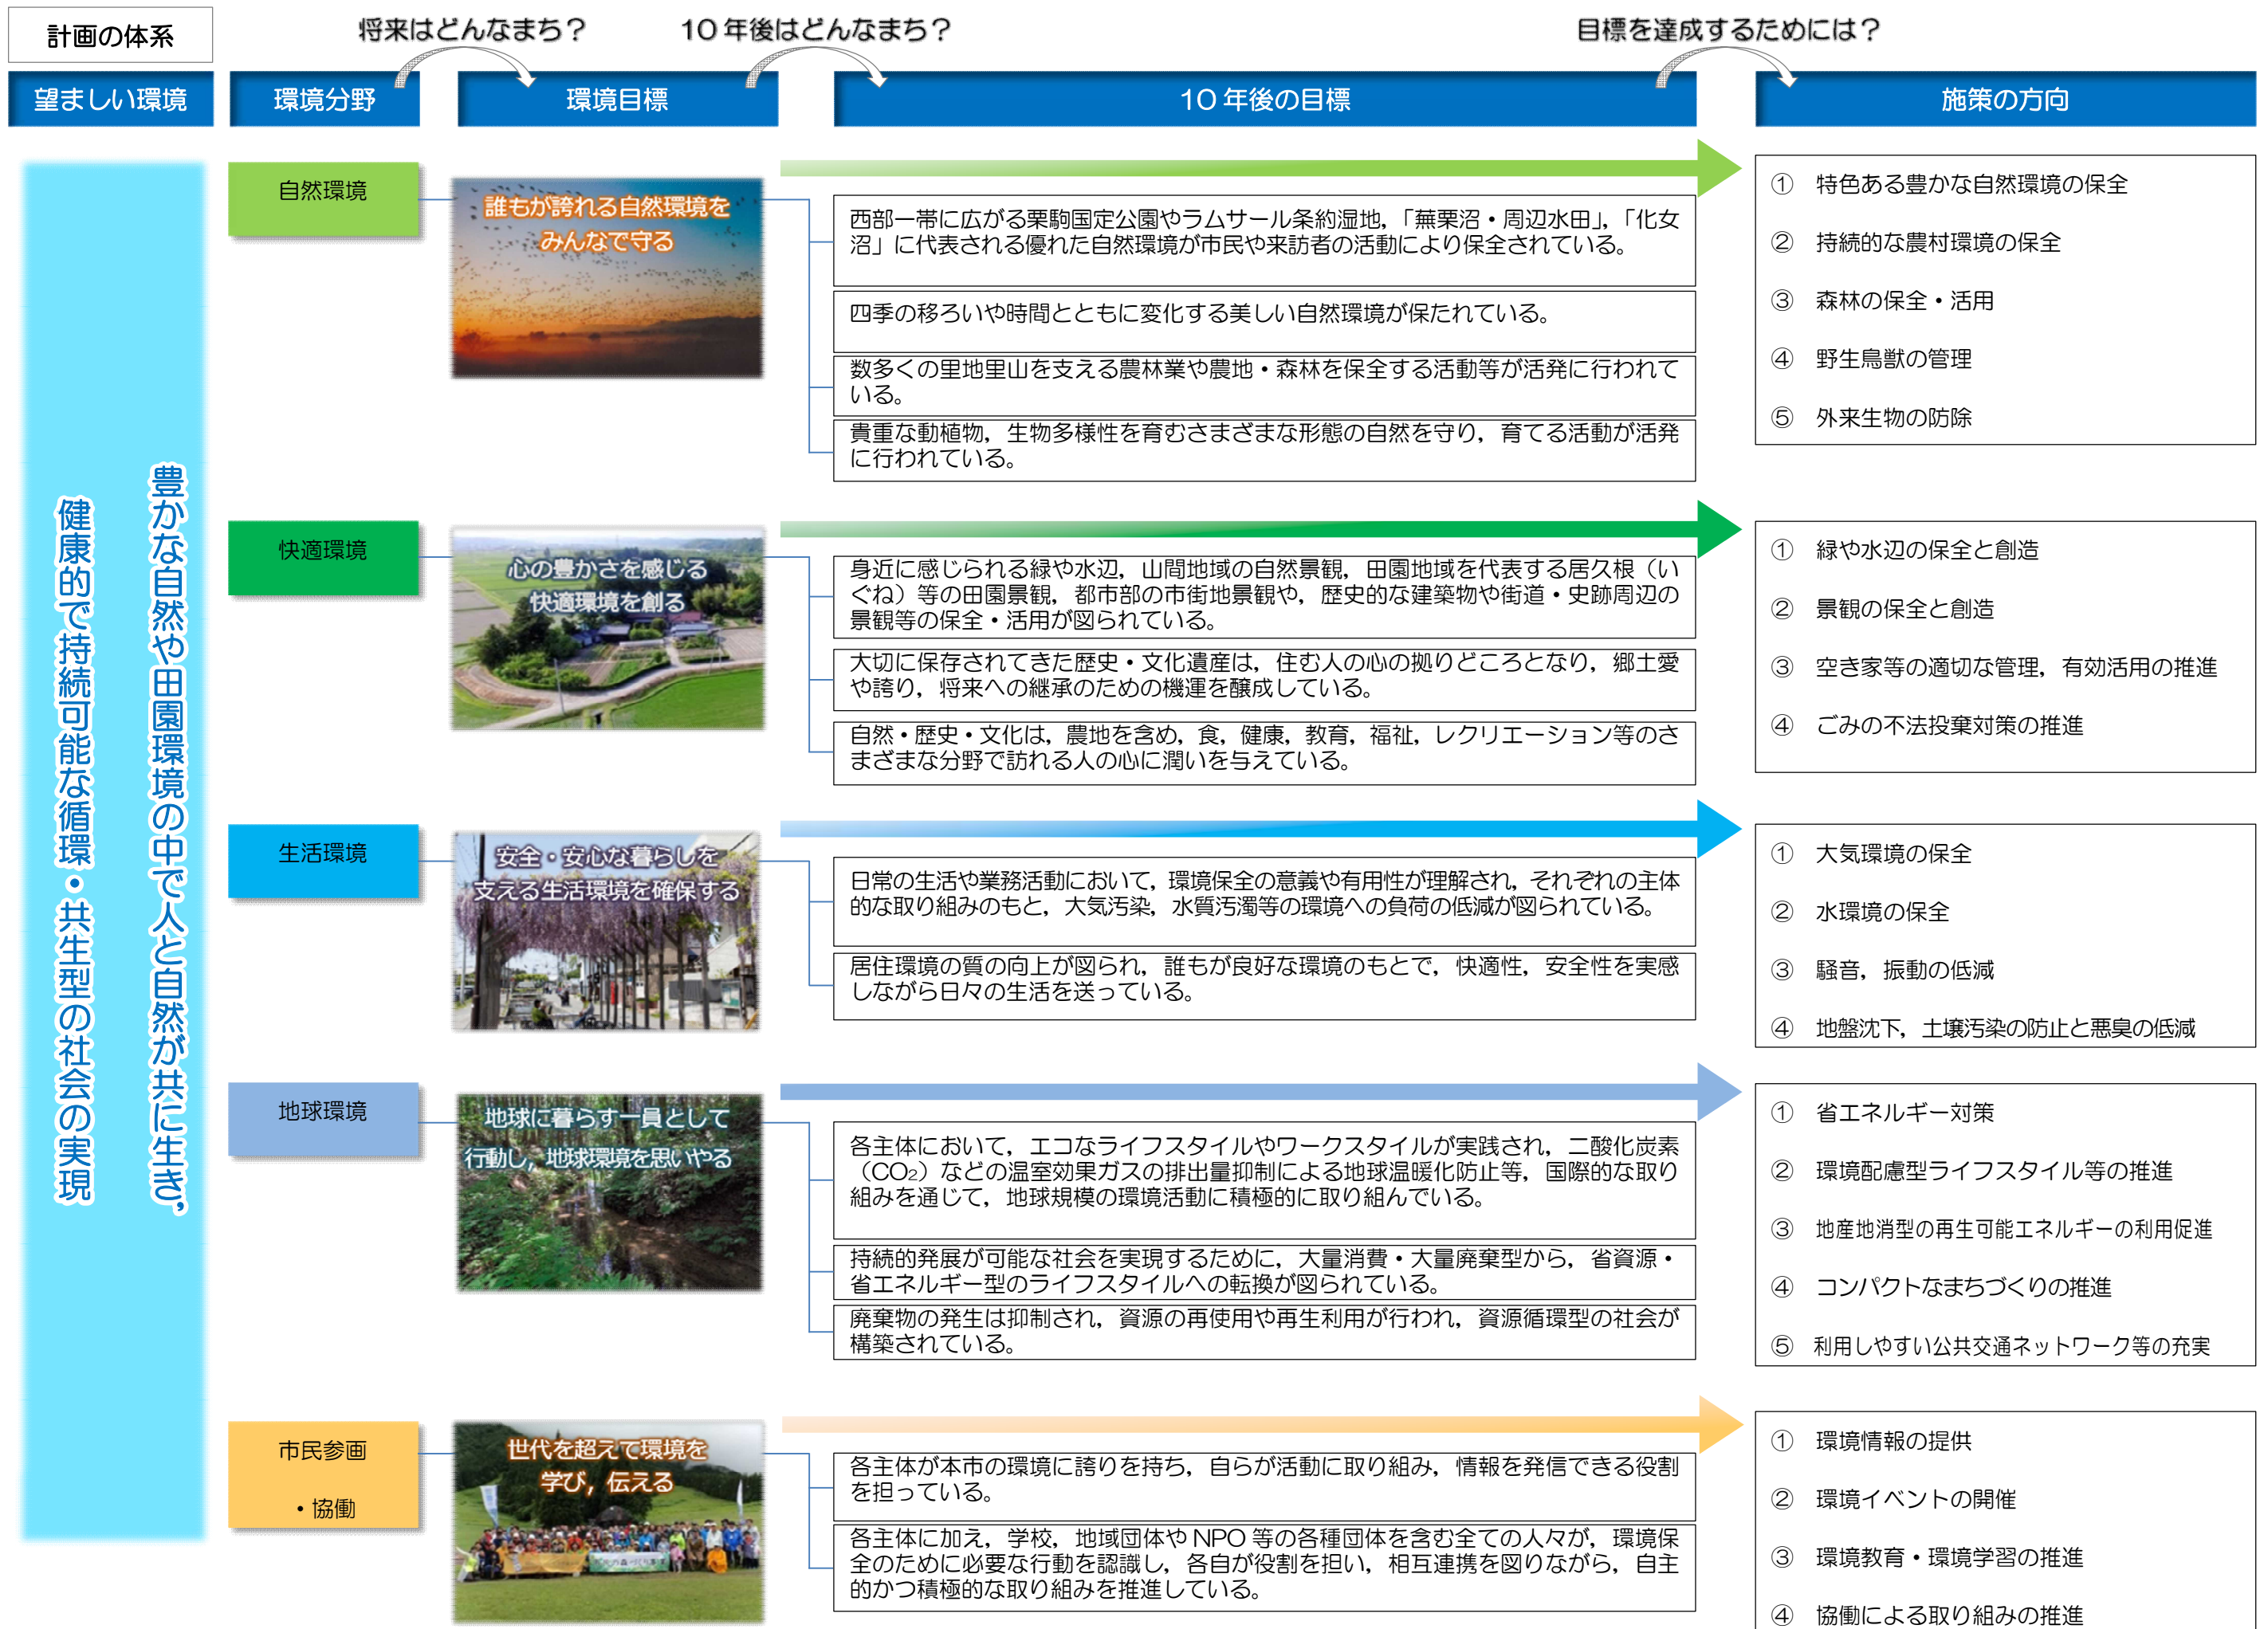 計画の体系
将来はどんなまち？
10年後はどんなまち？
目標を達成するためには？
望ましい環境
環境分野
環境目標
10年後の目標
施策の方向
豊かな自然や田園環境の中で人と自然が共に生き，
健康的で持続可能な循環・共生型の社会の実現
自然環境
誰もが誇れる自然環境を
みんなで守る
西部一帯に広がる栗駒国定公園やラムサール条約湿地，「蕪栗沼・周辺水田」，「化女
沼」に代表される優れた自然環境が市民や来訪者の活動により保全されている。
四季の移ろいや時間とともに変化する美しい自然環境が保たれている。
数多くの里地里山を支える農林業や農地・森林を保全する活動等が活発に行われて
いる。
貴重な動植物，生物多様性を育むさまざまな形態の自然を守り，育てる活動が活発
に行われている。
① 特色ある豊かな自然環境の保全
② 持続的な農村環境の保全
③ 森林の保全・活用
④ 野生鳥獣の管理
⑤ 外来生物の防除
快適環境
心の豊かさを感じる
快適環境を創る
身近に感じられる緑や水辺，山間地域の自然景観，田園地域を代表する居久根（い
ぐね）等の田園景観，都市部の市街地景観や，歴史的な建築物や街道・史跡周辺の
景観等の保全・活用が図られている。
大切に保存されてきた歴史・文化遺産は，住む人の心の拠りどころとなり，郷土愛
や誇り，将来への継承のための機運を醸成している。
自然・歴史・文化は，農地を含め，食，健康，教育，福祉，レクリエーション等のさ
まざまな分野で訪れる人の心に潤いを与えている。
① 緑や水辺の保全と創造
② 景観の保全と創造
③ 空き家等の適切な管理，有効活用の推進
④ ごみの不法投棄対策の推進
生活環境
安全・安心な暮らしを
支える生活環境を確保する
日常の生活や業務活動において，環境保全の意義や有用性が理解され，それぞれの主体
的な取り組みのもと，大気汚染，水質汚濁等の環境への負荷の低減が図られている。
居住環境の質の向上が図られ，誰もが良好な環境のもとで，快適性，安全性を実感
しながら日々の生活を送っている。
① 大気環境の保全
② 水環境の保全
③ 騒音，振動の低減
④ 地盤沈下，土壌汚染の防止と悪臭の低減
地球環境
地球に暮らす一員として
行動し，地球環境を思いやる
各主体において，エコなライフスタイルやワークスタイルが実践され，二酸化炭素
（CO₂）などの温室効果ガスの排出量抑制による地球温暖化防止等，国際的な取り
組みを通じて，地球規模の環境活動に積極的に取り組んでいる。
持続的発展が可能な社会を実現するために，大量消費・大量廃棄型から，省資源・
省エネルギー型のライフスタイルへの転換が図られている。
廃棄物の発生は抑制され，資源の再使用や再生利用が行われ，資源循環型の社会が
構築されている。
① 省エネルギー対策
② 環境配慮型ライフスタイル等の推進
③ 地産地消型の再生可能エネルギーの利用促進
④ コンパクトなまちづくりの推進
⑤ 利用しやすい公共交通ネットワーク等の充実
市民参画
・協働
世代を超えて環境を
学び，伝える
各主体が本市の環境に誇りを持ち，自らが活動に取り組み，情報を発信できる役割
を担っている。
各主体に加え，学校，地域団体やNPO等の各種団体を含む全ての人々が，環境保
全のために必要な行動を認識し，各自が役割を担い，相互連携を図りながら，自主
的かつ積極的な取り組みを推進している。
① 環境情報の提供
② 環境イベントの開催
③ 環境教育・環境学習の推進
④ 協働による取り組みの推進